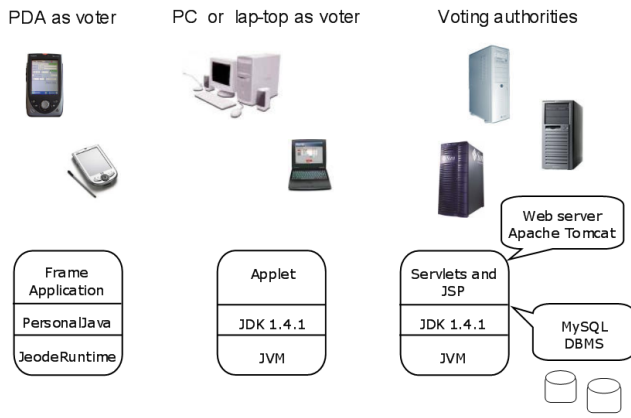 PDA as voter
PC or lap-top as voter
Voting authorities
Web server
Apache Tomcat
Frame
Application
PersonalJava
JeodeRuntime
Applet
JDK 1.4.1
JVM
Servlets and
JSP
JDK 1.4.1
JVM
MySQL
DBMS